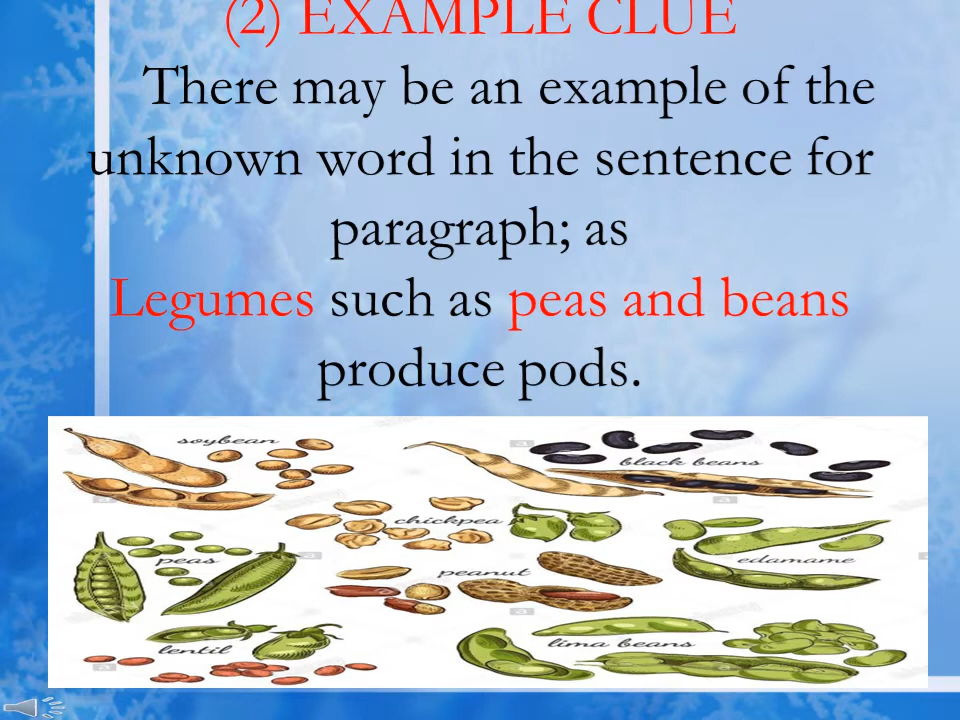 (2) EXAMPLE CLUE
There may be an example of the
unknown word in the sentence for
paragraph; as
Legumes such as peas and beans
produce pods.
soybean
black beans
chickpea
peas
peanut
edamame
lentil
lima beans